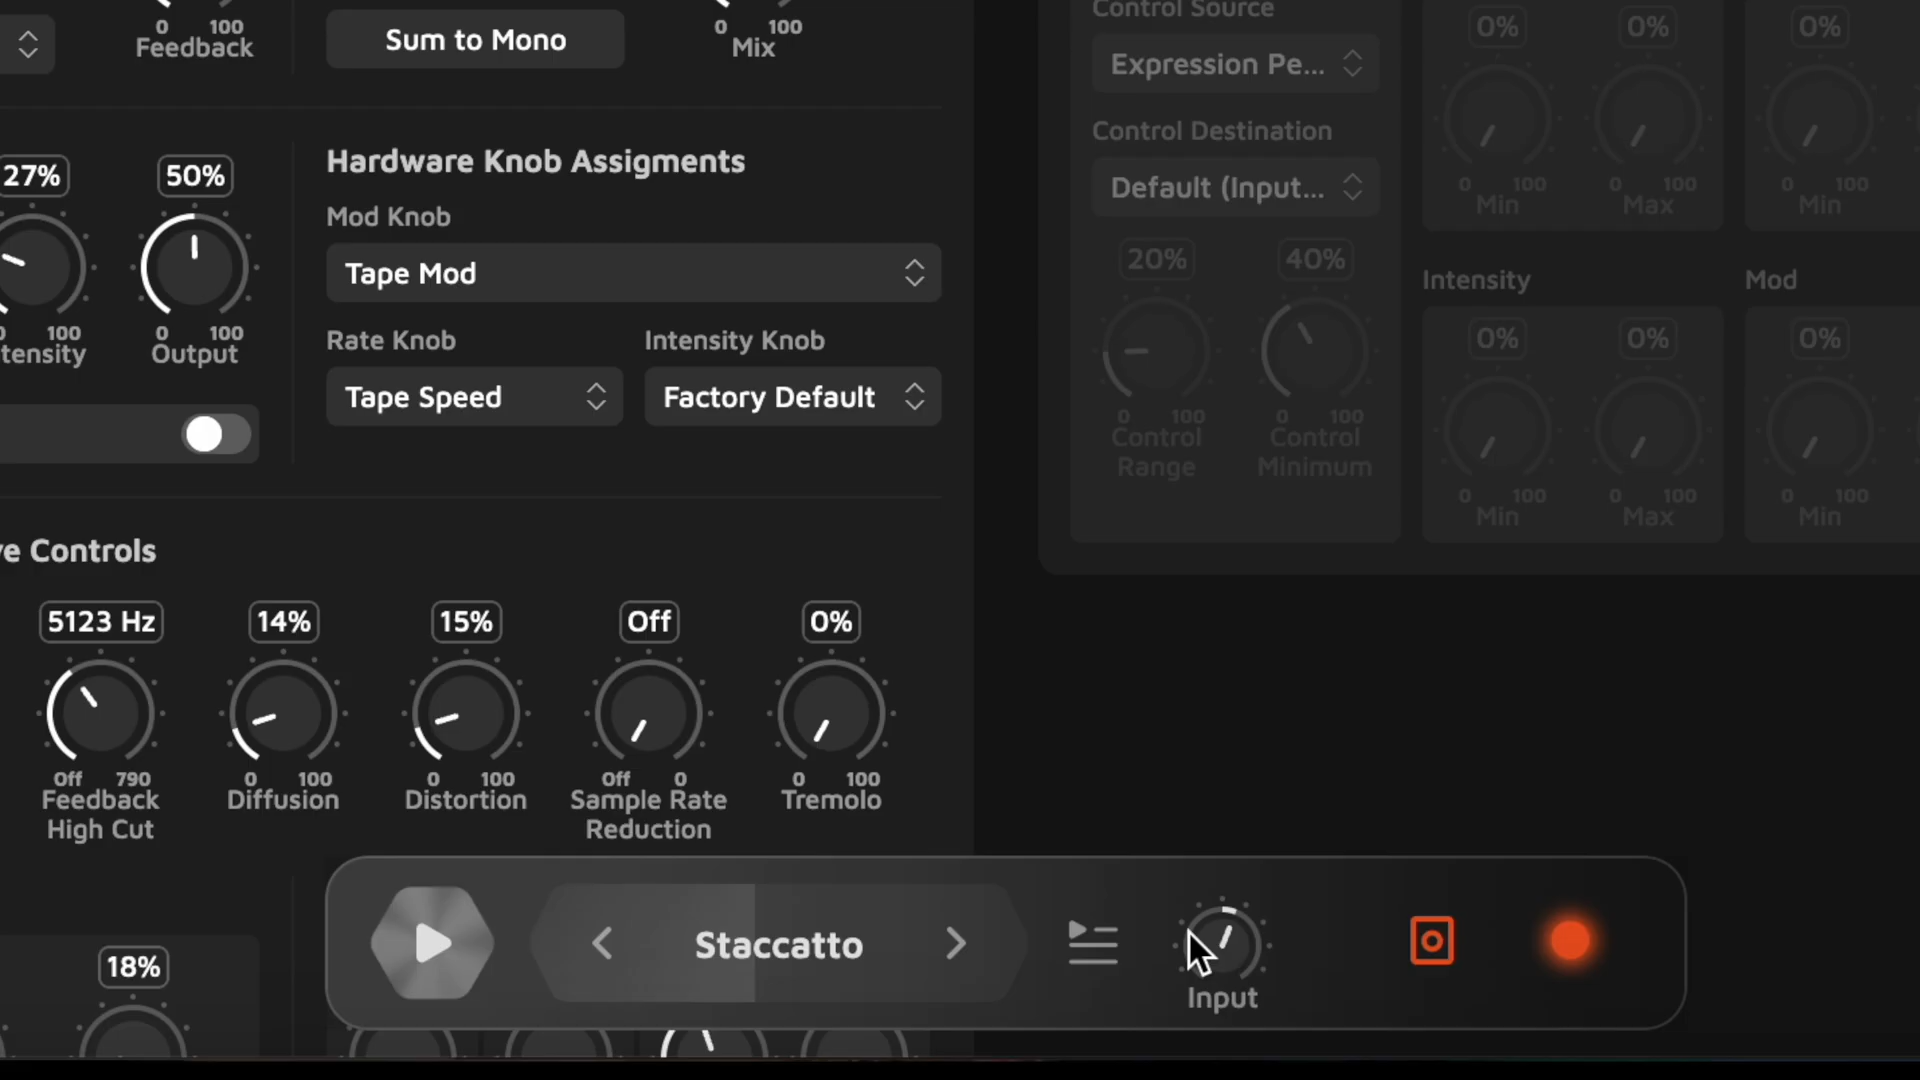 0 100
Feedback
Sum to Mono
0 100
Mix
27%
50%
0 100
tensity
0 100
Output
Hardware Knob Assigments
Mod Knob
Tape Mod
Rate Knob
Intensity Knob
Tape Speed
Factory Default
ve Controls
5123 Hz
14%
15%
Off
0%
Off 790
Feedback
High Cut
0 100
Diffusion
0 100
Distortion
Off 0
Sample Rate
Reduction
0 100
Tremolo
18%
Control Source
Expression Pe...
Control Destination
Default (Input...
20%
40%
0 100
Control
Range
0 100
Control
Minimum
0%
0%
0%
0 100
Min
0 100
Max
0 100
Min
Intensity
Mod
0%
0%
0%
0 100
Min
0 100
Max
0 100
Min
Staccatto
Input